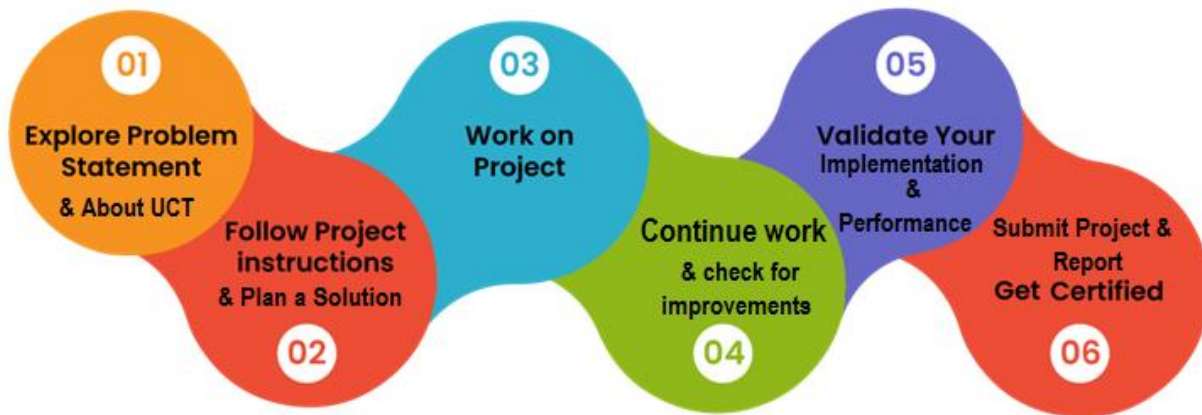 01
Explore Problem
Statement
& About UCT
Follow Project
instructions
& Plan a Solution
02
03
Work on
Project
Continue work
& check for
improvements
04
05
Validate Your
Implementation
&
Performance
Submit Project &
Report
Get Certified
06